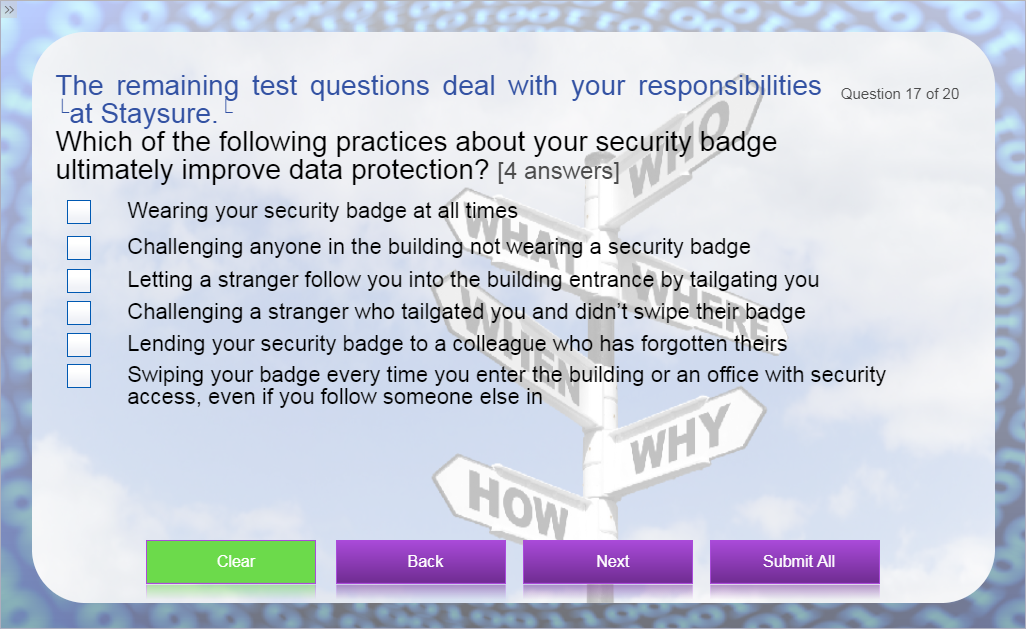 »
The remaining test questions deal with your responsibilities
at Staysure.
Question 17 of 20
Which of the following practices about your security badge
ultimately improve data protection? [4 answers]
Wearing your security badge at all times
Challenging anyone in the building not wearing a security badge
Letting a stranger follow you into the building entrance by tailgating you
Challenging a stranger who tailgated you and didn’t swipe their badge
Lending your security badge to a colleague who has forgotten theirs
Swiping your badge every time you enter the building or an office with security
access, even if you follow someone else in
WHO
WHAT
WHERE
WHEN
WHY
HOW
Clear
Back
Next
Submit All